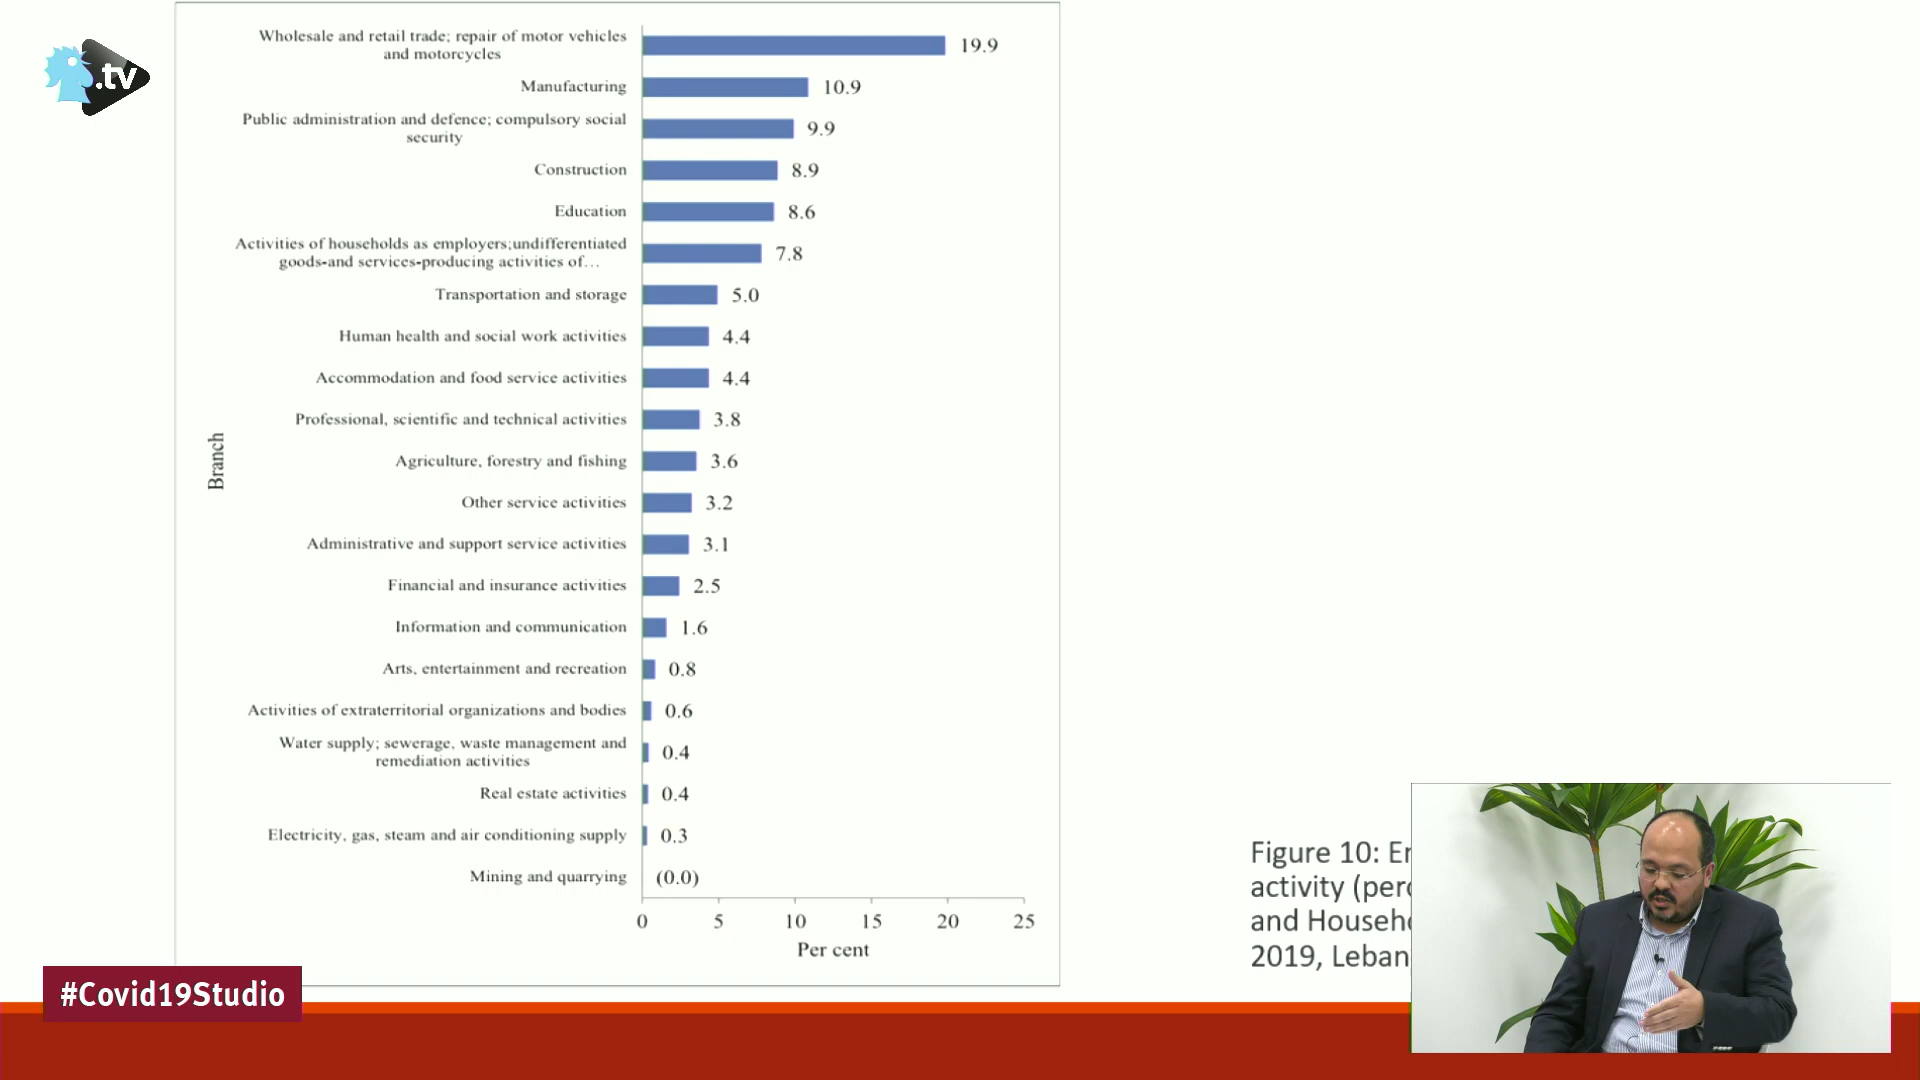 .tv
Wholesale and retail trade; repair of motor vehicles
and motorcycles
19.9
Manufacturing
10.9
Public administration and defence; compulsory social
security
9.9
Construction
8.9
Education
8.6
Activities of households as employers;undifferentiated
goods-and services-producing activities of…
7.8
Transportation and storage
5.0
Human health and social work activities
4.4
Accommodation and food service activities
4.4
Professional, scientific and technical activities
3.8
Agriculture, forestry and fishing
3.6
Other service activities
3.2
Administrative and support service activities
3.1
Financial and insurance activities
2.5
Information and communication
1.6
Arts, entertainment and recreation
0.8
Activities of extraterritorial organizations and bodies
0.6
Water supply; sewerage, waste management and
remediation activities
0.4
Real estate activities
0.4
Electricity, gas, steam and air conditioning supply
0.3
Mining and quarrying
(0.0)
Branch
0 5 10 15 20 25
Per cent
Figure 10:
activity
and
2019,
#Covid19Studio